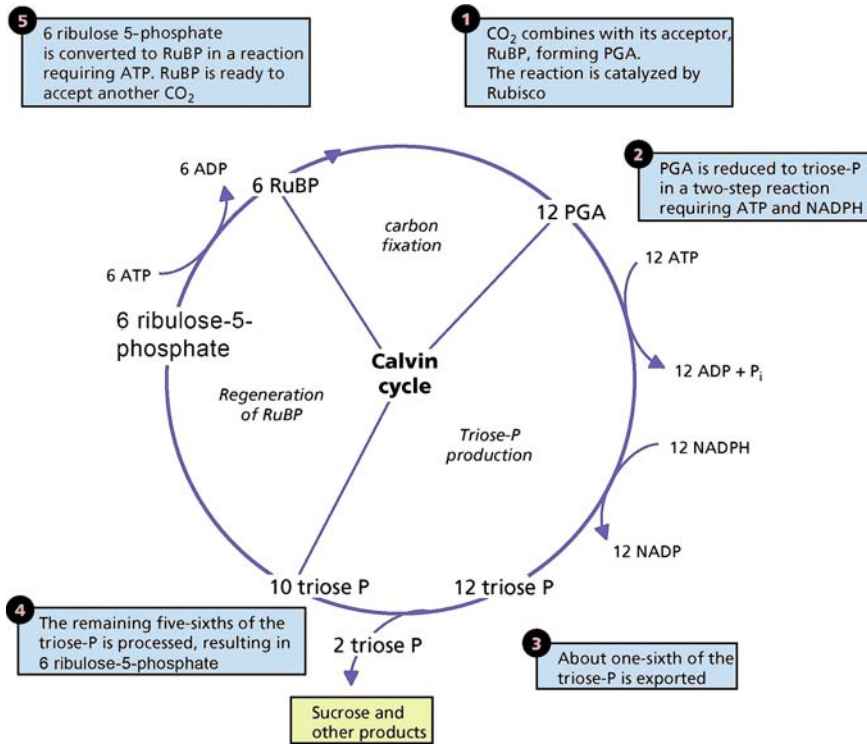 5
6 ribulose 5-phosphate
is converted to RuBP in a reaction
requiring ATP. RuBP is ready to
accept another CO₂
1
CO₂ combines with its acceptor,
RuBP, forming PGA.
The reaction is catalyzed by
Rubisco
2
PGA is reduced to triose-P
in a two-step reaction
requiring ATP and NADPH
6 ADP
6 RuBP
12 PGA
carbon
fixation
6 ATP
12 ATP
6 ribulose-5-
phosphate
Calvin
cycle
12 ADP + Pᵢ
Regeneration
of RuBP
Triose-P
production
12 NADPH
12 NADP
10 triose P
12 triose P
4
The remaining five-sixths of the
triose-P is processed, resulting in
6 ribulose-5-phosphate
2 triose P
3
About one-sixth of the
triose-P is exported
Sucrose and
other products